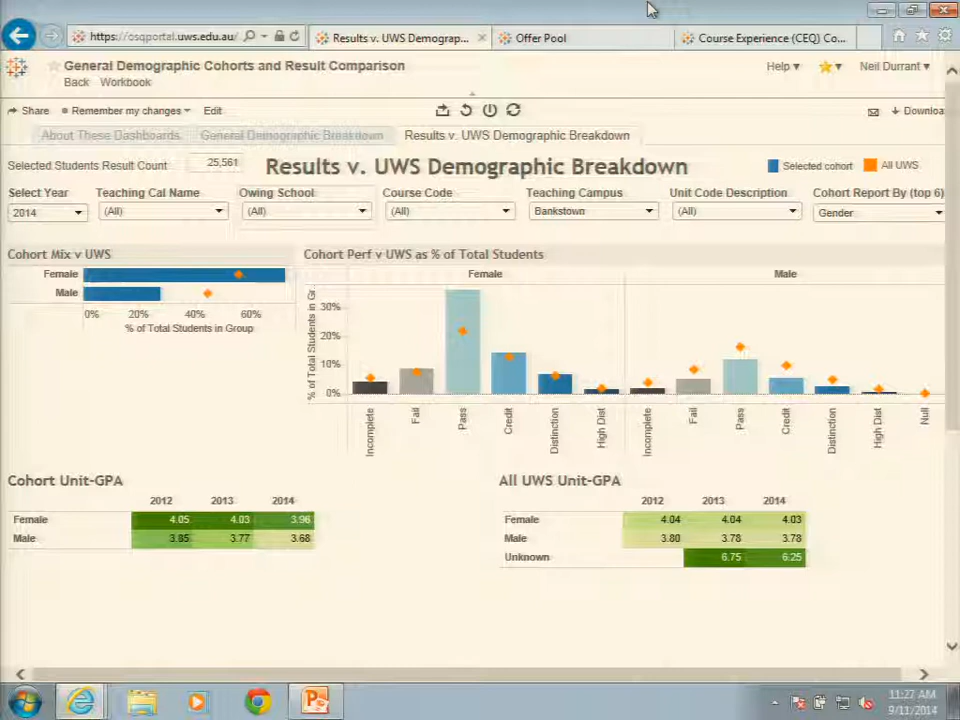 https://osqportal.uws.edu.au/
Results v. UWS Demograp...
Offer Pool
Course Experience (CEQ) Co...
General Demographic Cohorts and Result Comparison
Back Workbook
Help
Neil Durrant
Share
Remember my changes
Edit
Downloa
About These Dashboards
General Demographic Breakdown
Results v. UWS Demographic Breakdown
Selected Students Result Count 25,561
Results v. UWS Demographic Breakdown
Selected cohort
All UWS
Select Year
Teaching Cal Name
Owing School
Course Code
Teaching Campus
Unit Code Description
Cohort Report By (top 6)
2014
(All)
(All)
(All)
Bankstown
(All)
Gender
Cohort Mix v UWS
Female
Male
0% 20% 40% 60%
% of Total Students in Group
Cohort Perf v UWS as % of Total Students
Female
Male
% of Total Students in Gr
30%
20%
10%
0%
Incomplete
Fail
Pass
Credit
Distinction
High Dist
Incomplete
Fail
Pass
Credit
Distinction
High Dist
Null
Cohort Unit-GPA
2012 2013 2014
Female 4.05 4.03 3.96
Male 3.85 3.77 3.68
All UWS Unit-GPA
2012 2013 2014
Female 4.04 4.04 4.03
Male 3.80 3.78 3.78
Unknown 6.75 6.25
11:27 AM
9/11/2014